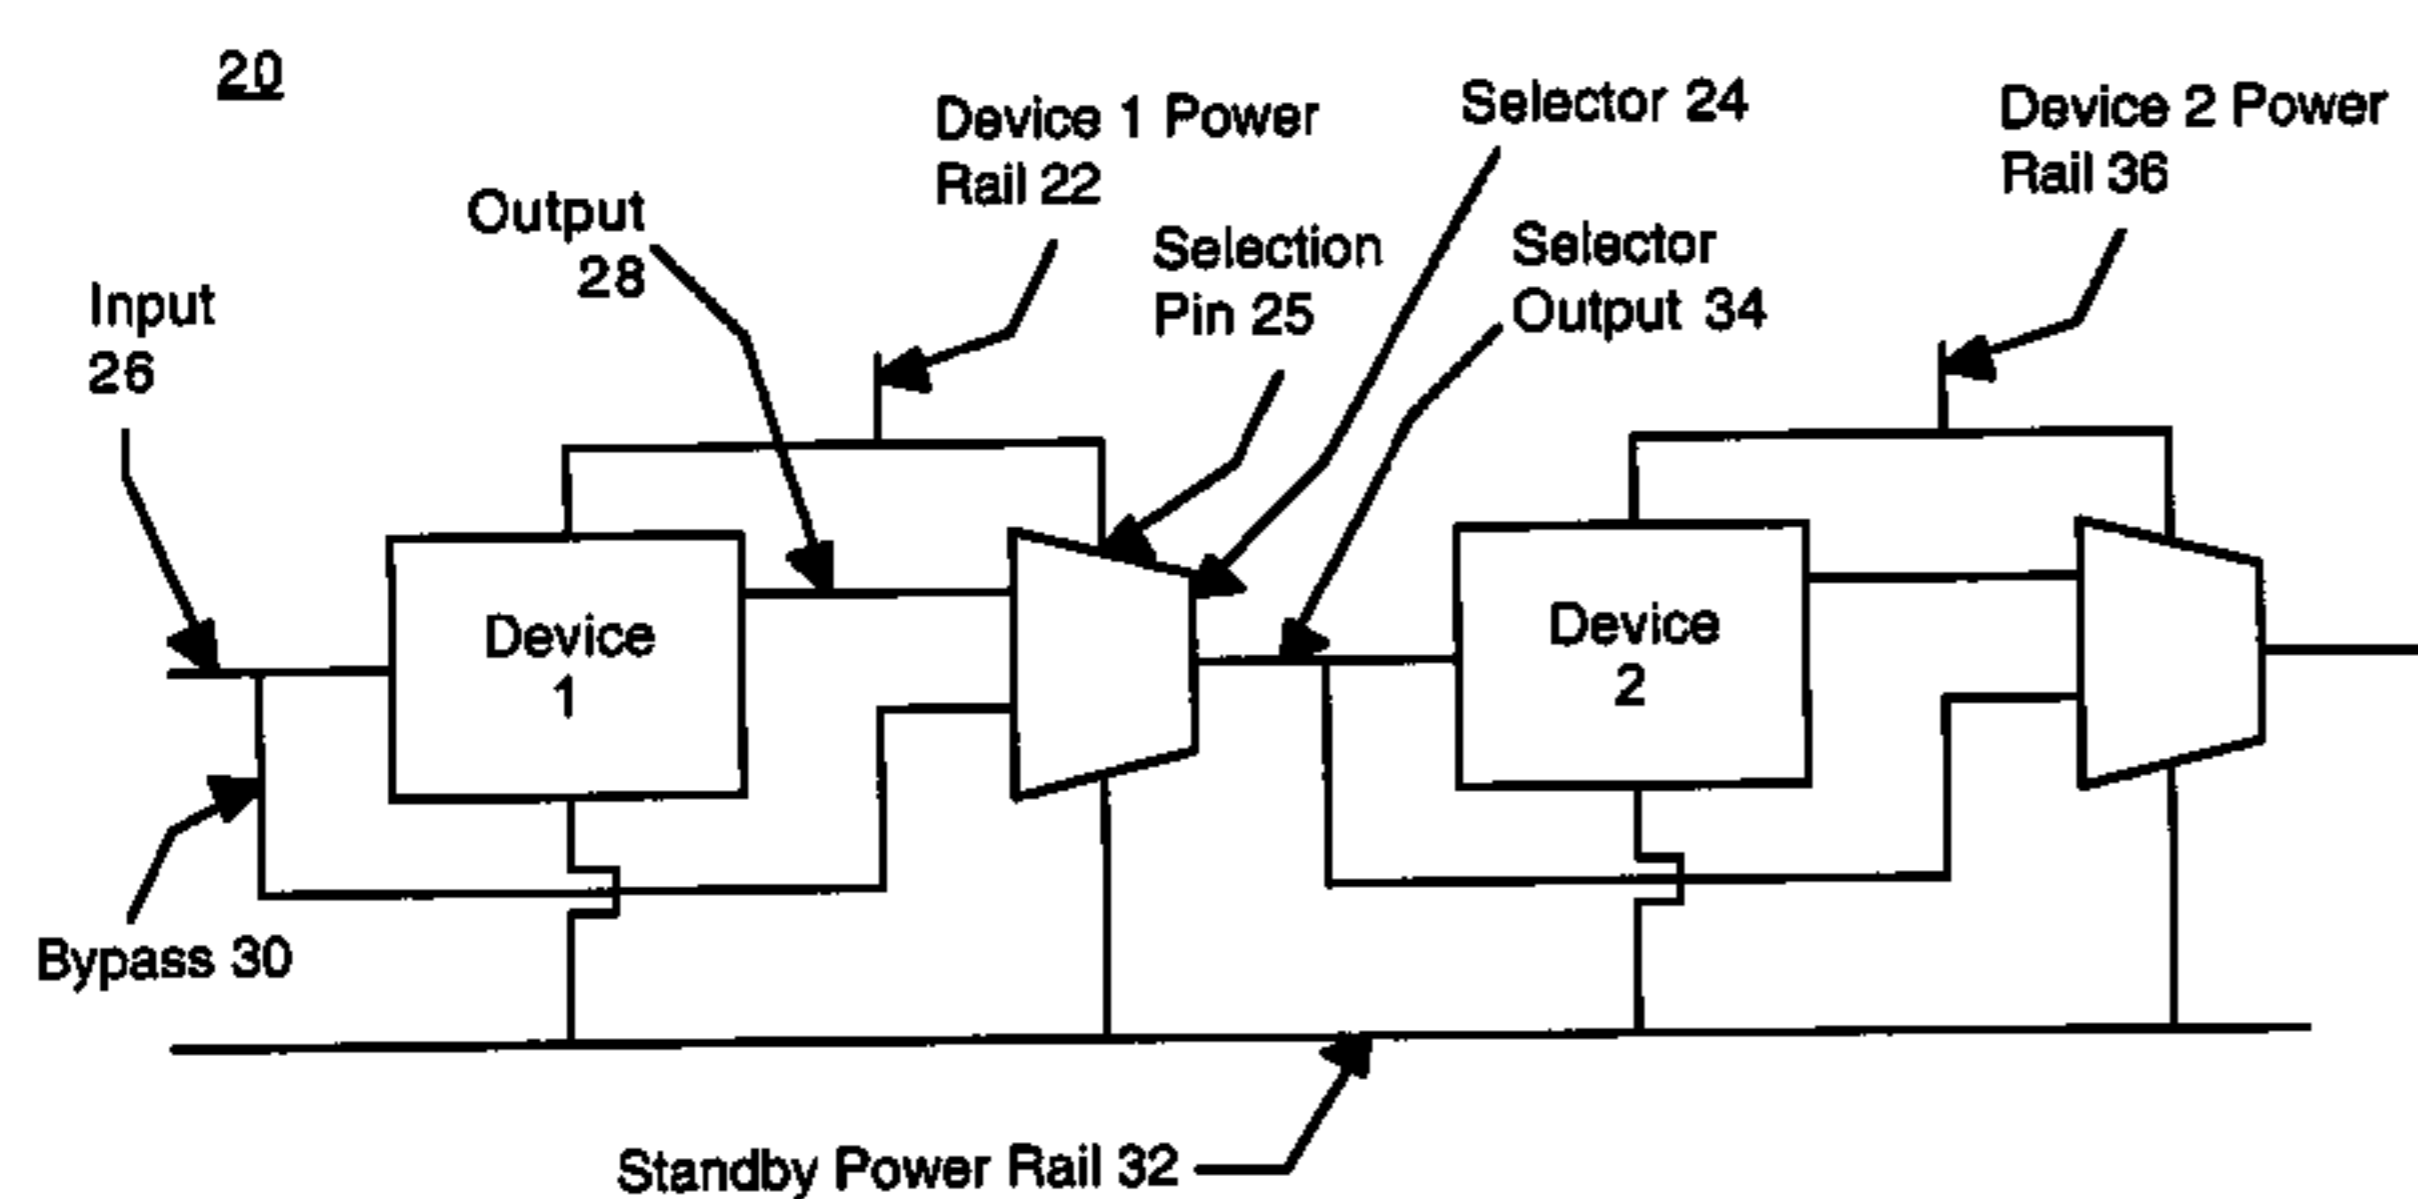 20
Device 1 Power
Rail 22
Selector 24
Device 2 Power
Rail 36
Output
28
Selection
Pin 25
Selector
Output 34
Input
26
Device
1
Device
2
Bypass 30
Standby Power Rail 32